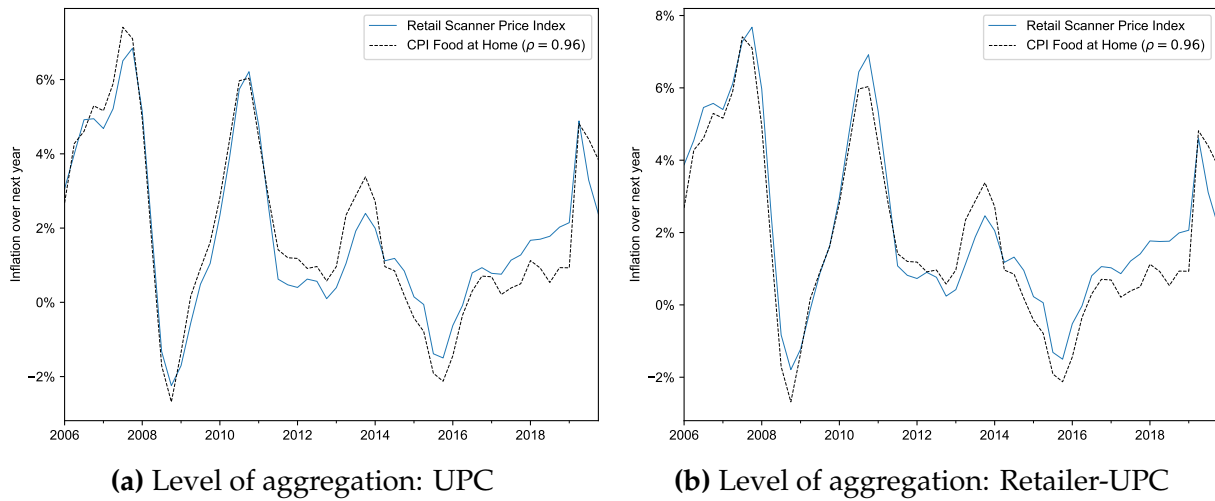 Retail Scanner Price Index
CPI Food at Home (ρ = 0.96)
Inflation over next year
6%
4%
2%
0%
−2%
2006 2008 2010 2012 2014 2016 2018
(a) Level of aggregation: UPC
Retail Scanner Price Index
CPI Food at Home (ρ = 0.96)
Inflation over next year
8%
6%
4%
2%
0%
−2%
2006 2008 2010 2012 2014 2016 2018
(b) Level of aggregation: Retailer-UPC